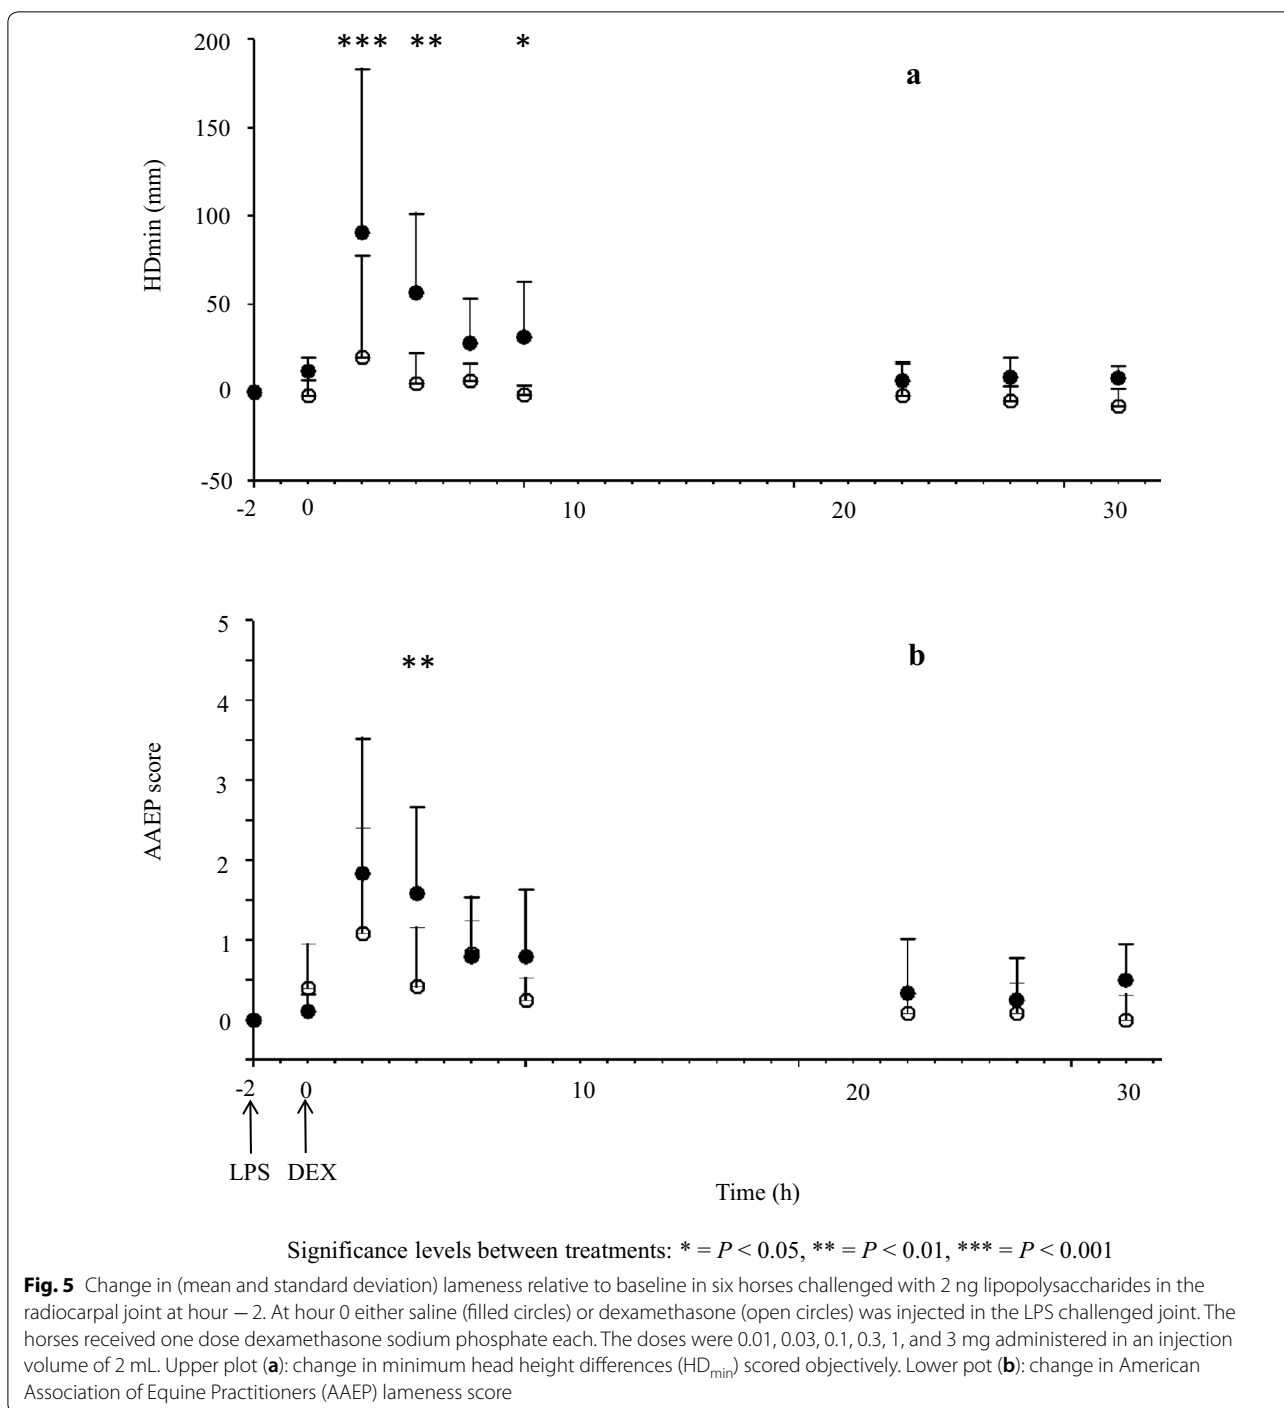 200
***
**
*
a
150
100
50
0
-50
HDmin (mm)
-2
0
10
20
30
5
**
b
4
3
2
1
0
AAEP score
-2
0
10
20
30
LPS
DEX
Time (h)
Significance levels between treatments: * = P < 0.05, ** = P < 0.01, *** = P < 0.001
Fig. 5 Change in (mean and standard deviation) lameness relative to baseline in six horses challenged with 2 ng lipopolysaccharides in the
radiocarpal joint at hour − 2. At hour 0 either saline (filled circles) or dexamethasone (open circles) was injected in the LPS challenged joint. The
horses received one dose dexamethasone sodium phosphate each. The doses were 0.01, 0.03, 0.1, 0.3, 1, and 3 mg administered in an injection
volume of 2 mL. Upper plot (a): change in minimum head height differences (HDmin) scored objectively. Lower pot (b): change in American
Association of Equine Practitioners (AAEP) lameness score